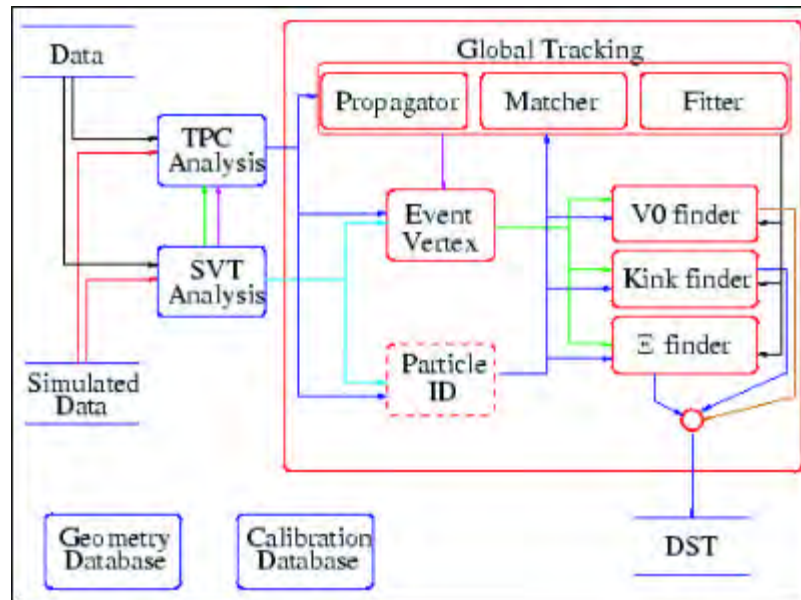 Data
Global Tracking
Propagator
Matcher
Fitter
TPC
Analysis
Event
Vertex
V0 finder
SVT
Analysis
Kink finder
Ξ finder
Particle
ID
Simulated
Data
Geometry
Database
Calibration
Database
DST